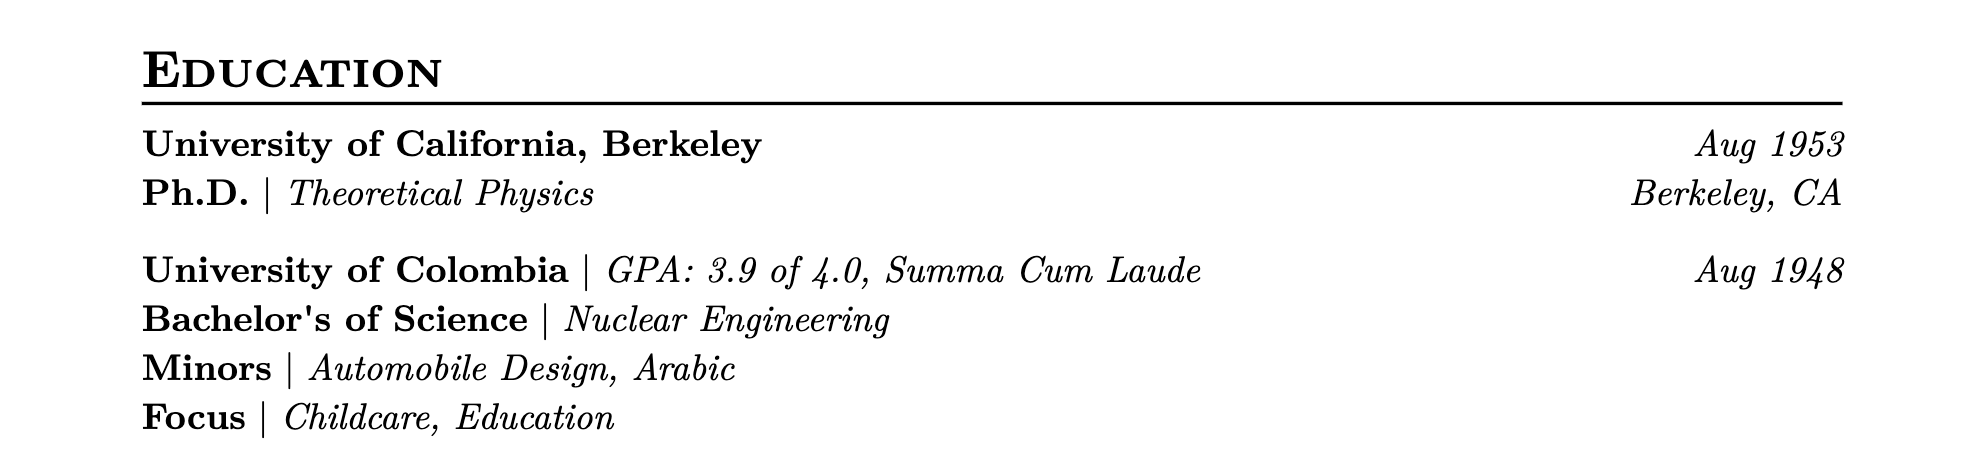 EDUCATION
University of California, Berkeley Aug 1953
Ph.D. | Theoretical Physics Berkeley, CA
University of Colombia | GPA: 3.9 of 4.0, Summa Cum Laude Aug 1948
Bachelor's of Science | Nuclear Engineering
Minors | Automobile Design, Arabic
Focus | Childcare, Education